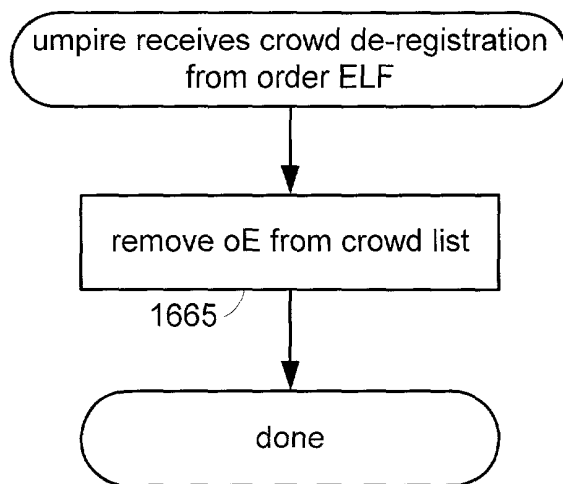 umpire receives crowd de-registration
from order ELF
remove oE from crowd list
1665
done